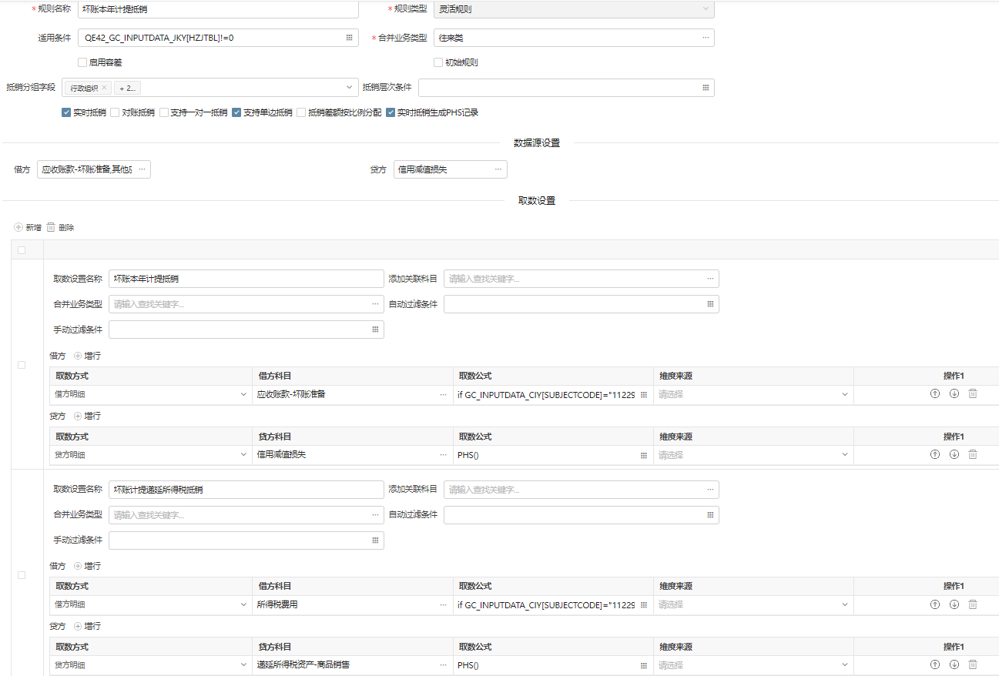 * 规则名称 坏账本年计提抵销 * 规则类型 灵活规则
适用条件 QE42_GC_INPUTDATA_JKY[HZJTBL]!=0 * 合并业务类型 往来类
启用容差 初始规则
抵销分组字段 行政组织 + 2... 抵销层次条件
实时抵销 对账抵销 支持一对一抵销 支持单边抵销 抵销差额按比例分配 实时抵销生成PHS记录
数据源设置
借方 应收账款-坏账准备,其他应 贷方 信用减值损失
取数设置
新增 删除
取数设置名称 坏账本年计提抵销 添加关联科目 请输入查找关键字...
合并业务类型 请输入查找关键字... 自动过滤条件
手动过滤条件
借方 增行
取数方式 借方科目 取数公式 维度来源 操作1
借方明细 应收账款-坏账准备 if GC_INPUTDATA_CIY[SUBJECTCODE]="11229 请选择
贷方 增行
取数方式 贷方科目 取数公式 维度来源 操作1
贷方明细 信用减值损失 PHS() 请选择
取数设置名称 坏账计提递延所得税抵销 添加关联科目 请输入查找关键字...
合并业务类型 请输入查找关键字... 自动过滤条件
手动过滤条件
借方 增行
取数方式 借方科目 取数公式 维度来源 操作1
借方明细 所得税费用 if GC_INPUTDATA_CIY[SUBJECTCODE]="11229 请选择
贷方 增行
取数方式 贷方科目 取数公式 维度来源 操作1
贷方明细 递延所得税资产-商品销售 PHS() 请选择